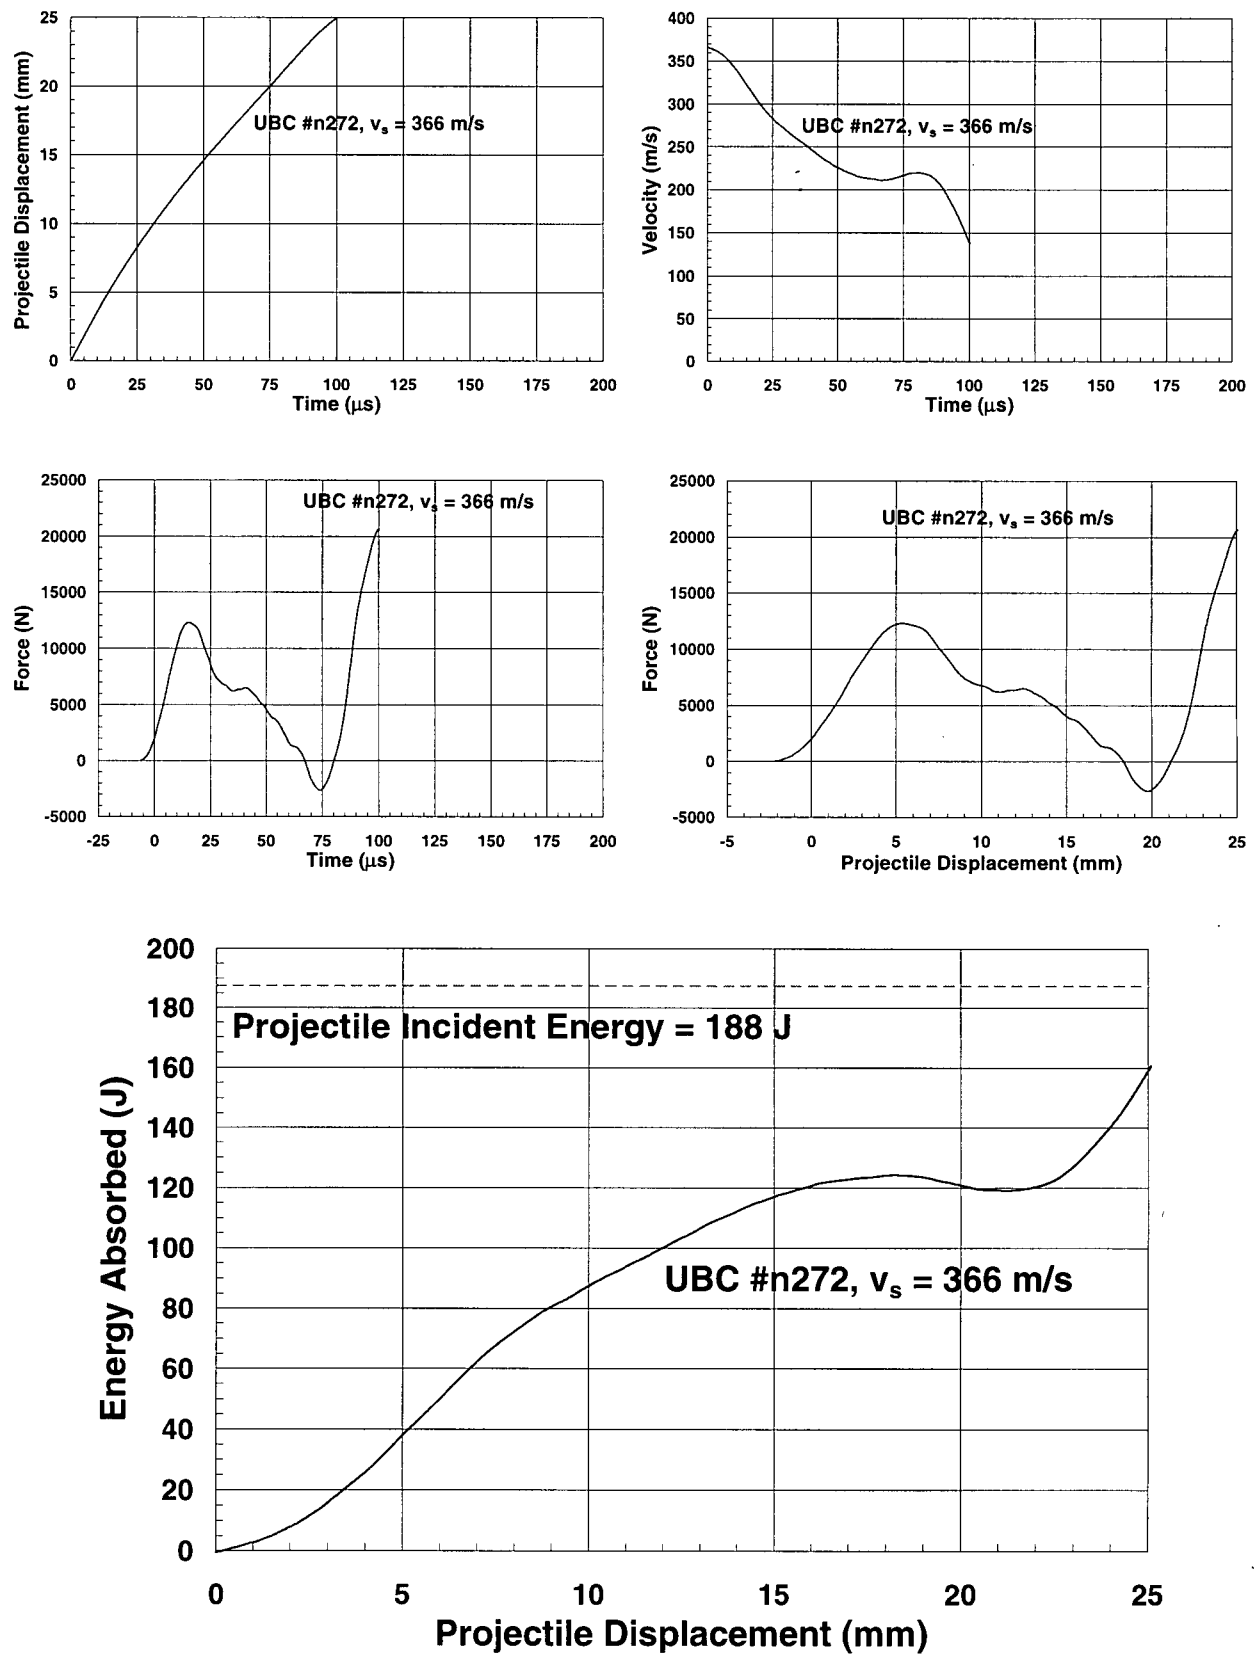 25
20
15
10
5
0
Projectile Displacement (mm)
UBC #n272, vs = 366 m/s
0 25 50 75 100 125 150 175 200
Time (μs)
400
350
300
250
200
150
100
50
0
Velocity (m/s)
UBC #n272, vs = 366 m/s
0 25 50 75 100 125 150 175 200
Time (μs)
25000
20000
15000
10000
5000
0
-5000
Force (N)
UBC #n272, vs = 366 m/s
-25 0 25 50 75 100 125 150 175 200
Time (μs)
25000
20000
15000
10000
5000
0
-5000
Force (N)
UBC #n272, vs = 366 m/s
-5 0 5 10 15 20 25
Projectile Displacement (mm)
200
180
160
140
120
100
80
60
40
20
0
Energy Absorbed (J)
Projectile Incident Energy = 188 J
UBC #n272, vs = 366 m/s
0 5 10 15 20 25
Projectile Displacement (mm)